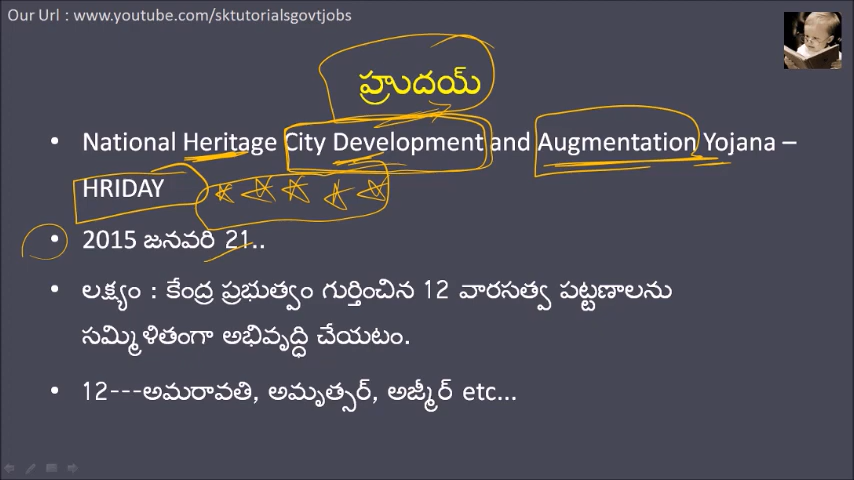 Our Url : www.youtube.com/sktutorialsgovtjobs
హ్రుదయ్
• National Heritage City Development and Augmentation Yojana –
HRIDAY
• 2015 జనవరి 21..
• లక్ష్యం : కేంద్ర ప్రభుత్వం గుర్తించిన 12 వారసత్వ పట్టణాలను
సమ్మిళితంగా అభివృద్ధి చేయటం.
• 12---అమరావతి, అమృత్సర్, అజ్మీర్ etc...